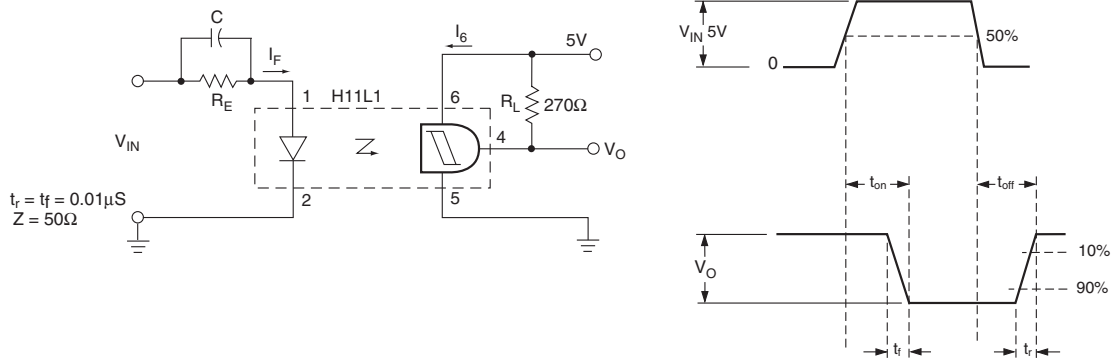 C
I6
5V
IF
RE
1
H11L1
6
RL
270Ω
4
VIN
VO
tr = tf = 0.01µS
Z = 50Ω
2
5
VIN 5V
50%
0
ton
toff
VO
10%
90%
tf
tr